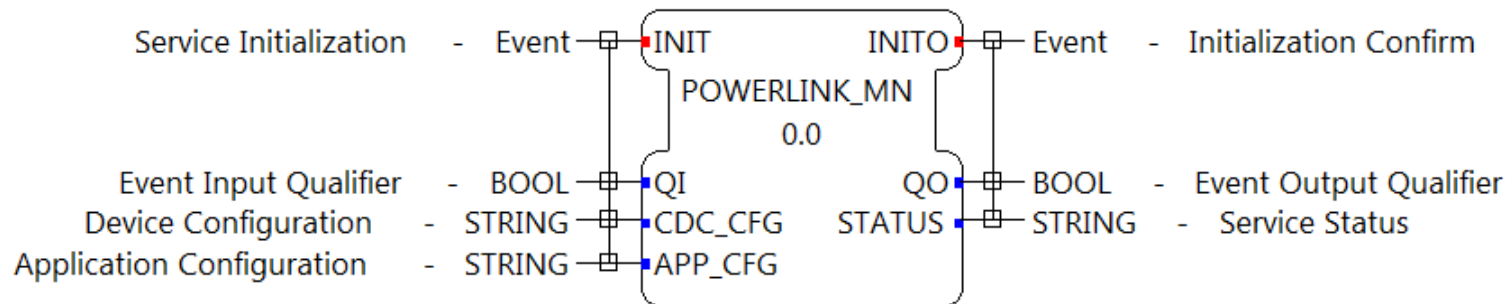 Service Initialization - Event INIT INITO Event - Initialization Confirm
POWERLINK_MN
0.0
Event Input Qualifier - BOOL QI QO BOOL - Event Output Qualifier
Device Configuration - STRING CDC_CFG STATUS STRING - Service Status
Application Configuration - STRING APP_CFG